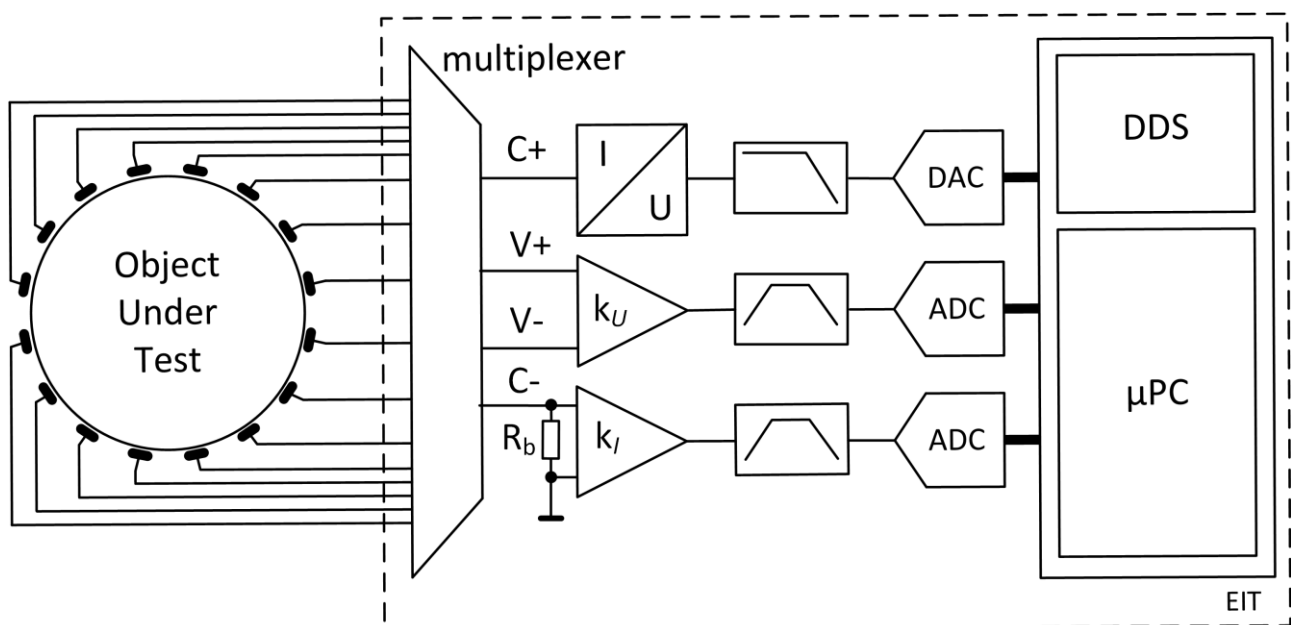 multiplexer
Object
Under
Test
C+
I
U
DAC
DDS
V+
V-
k_U
ADC
C-
R_b
k_I
ADC
μPC
EIT